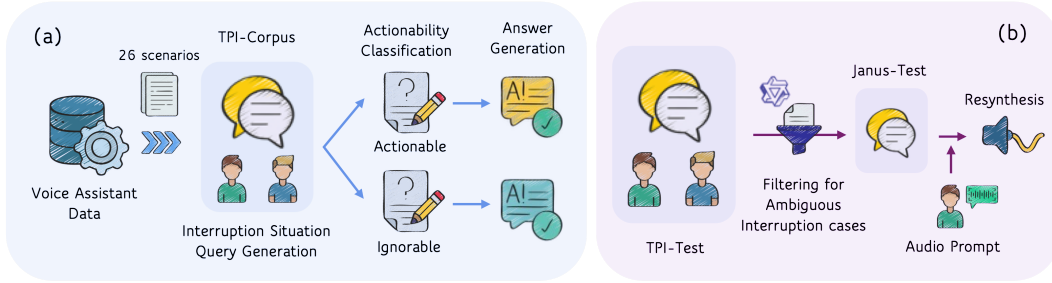 (a)
26 scenarios
Voice Assistant
Data
TPI-Corpus
Interruption Situation
Query Generation
Actionability
Classification
?
Actionable
?
Ignorable
Answer
Generation
A!
A!
(b)
TPI-Test
Filtering for
Ambiguous
Interruption cases
Janus-Test
Resynthesis
Audio Prompt